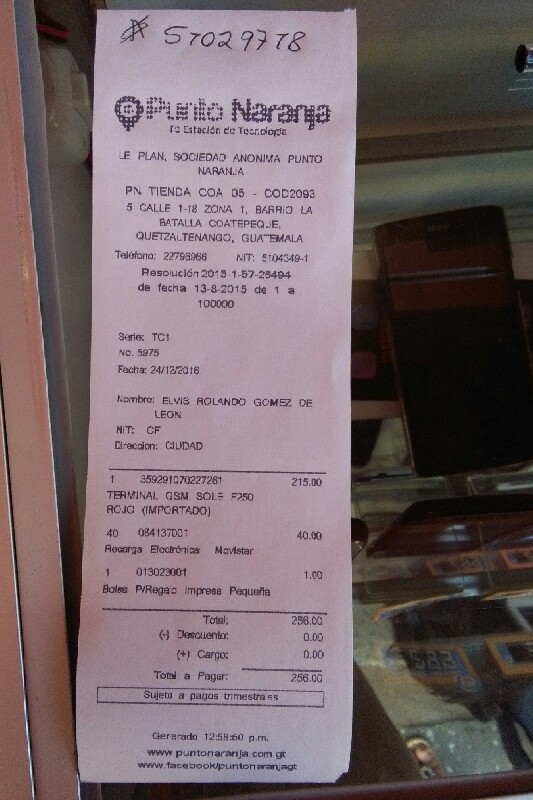 57029778
Punto Naranja
Tu Estación de Tecnología
LE PLAN, SOCIEDAD ANONIMA PUNTO
NARANJA
PN TIENDA COA 05 - COD2093
5 CALLE 1-18 ZONA 1, BARRIO LA
BATALLA COATEPEQUE,
QUETZALTENANGO, GUATEMALA
Teléfono: 22796966 NIT: 5104349-1
Resolución 2015-1-57-26494
de fecha 13-8-2015 de 1 a
100000
Serie: TC1
No. 5975
Fecha: 24/12/2016
Nombre: ELVIS ROLANDO GOMEZ DE
LEON
NIT: CF
Direccion: CIUDAD
1 359291070227261 215.00
TERMINAL GSM SOLE F250
ROJO (IMPORTADO)
40 084137001 40.00
Recarga Electrónica Movistar
1 013023001 1.00
Bolsa P/Regalo Impresa Pequeña
Total: 256.00
(-) Descuento: 0.00
(+) Cargo: 0.00
Total a Pagar: 256.00
Sujeto a pagos trimestrales
Generado 12:58:50 p.m.
www.puntonaranja.com.gt
www.facebook/puntonaranjagt